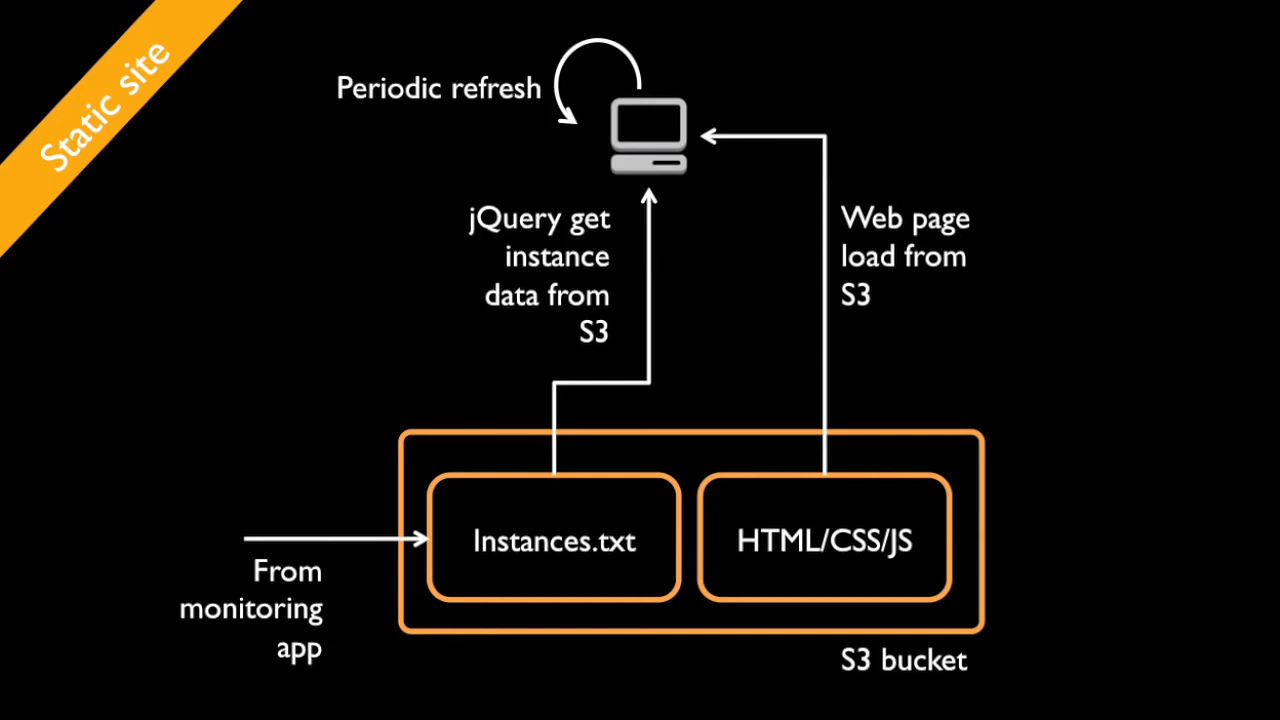 Static site
Periodic refresh
jQuery get
instance
data from
S3
Web page
load from
S3
Instances.txt
HTML/CSS/JS
From
monitoring
app
S3 bucket